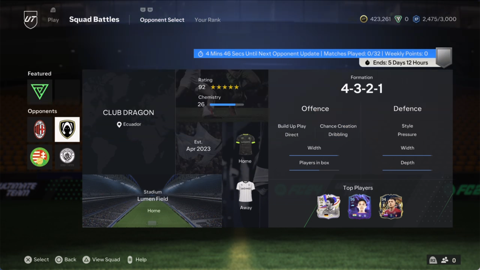 UT
Play
Squad Battles
Opponent Select
Your Rank
423,261
0
2,475/3,000
4 Mins 46 Secs Until Next Opponent Update | Matches Played: 0/32 | Weekly Points: 0
Ends: 5 Days 12 Hours
Featured
Opponents
CLUB DRAGON
Ecuador
Rating
92
Chemistry
26
Est.
Apr 2023
Home
Away
Stadium
Lumen Field
Home
Formation
4-3-2-1
Offence
Defence
Build Up Play
Direct
Chance Creation
Dribbling
Style
Pressure
Width
Width
Players in box
Depth
Top Players
Select
Back
View Squad
Help
0